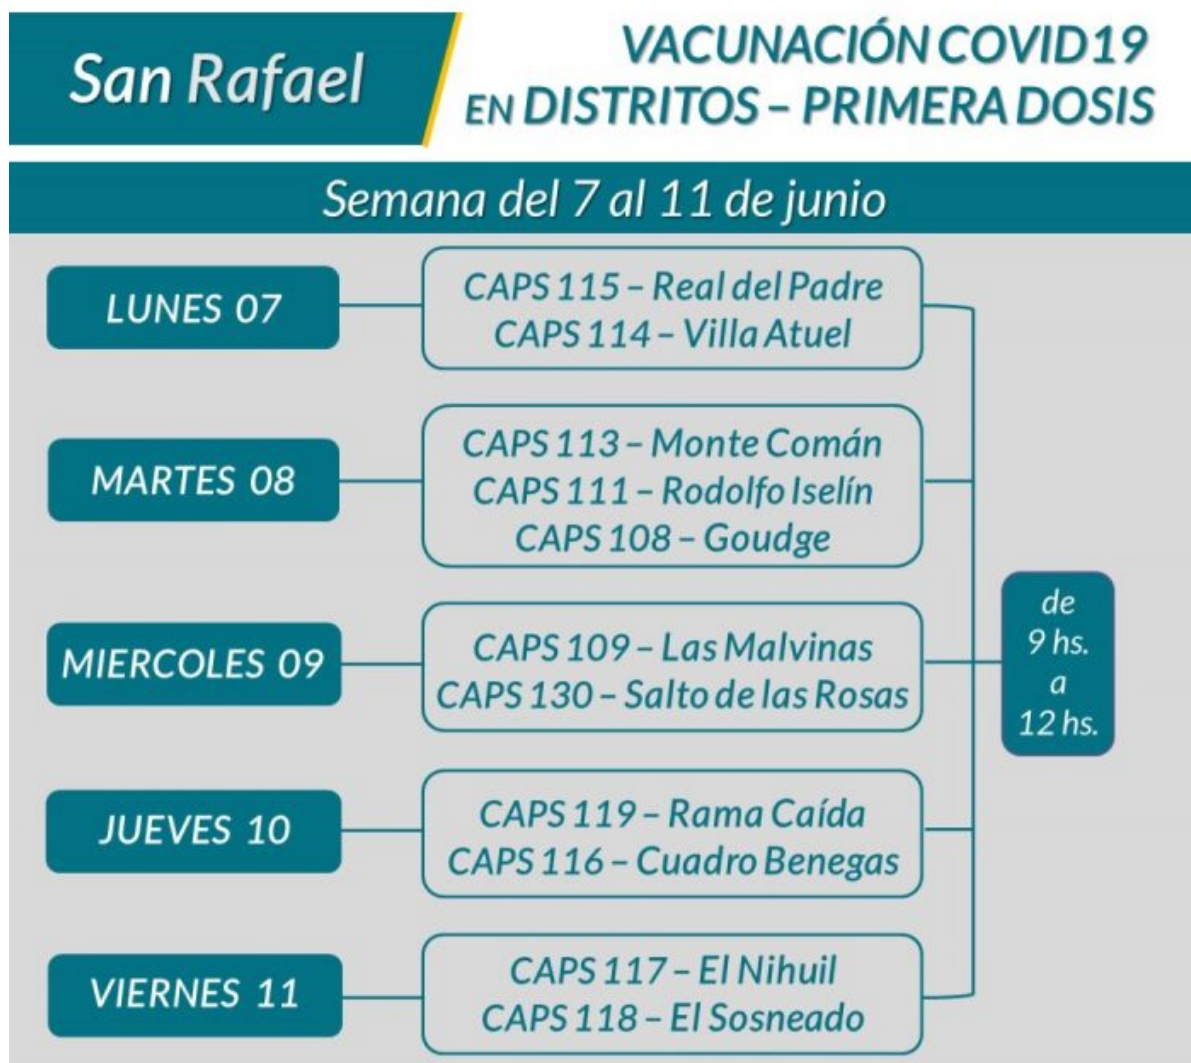 San Rafael
VACUNACIÓN COVID19
EN DISTRITOS – PRIMERA DOSIS
Semana del 7 al 11 de junio
LUNES 07
CAPS 115 – Real del Padre
CAPS 114 – Villa Atuel
MARTES 08
CAPS 113 – Monte Comán
CAPS 111 – Rodolfo Iselín
CAPS 108 – Goudge
MIERCOLES 09
CAPS 109 – Las Malvinas
CAPS 130 – Salto de las Rosas
JUEVES 10
CAPS 119 – Rama Caída
CAPS 116 – Cuadro Benegas
VIERNES 11
CAPS 117 – El Nihuil
CAPS 118 – El Sosneado
de
9 hs.
a
12 hs.